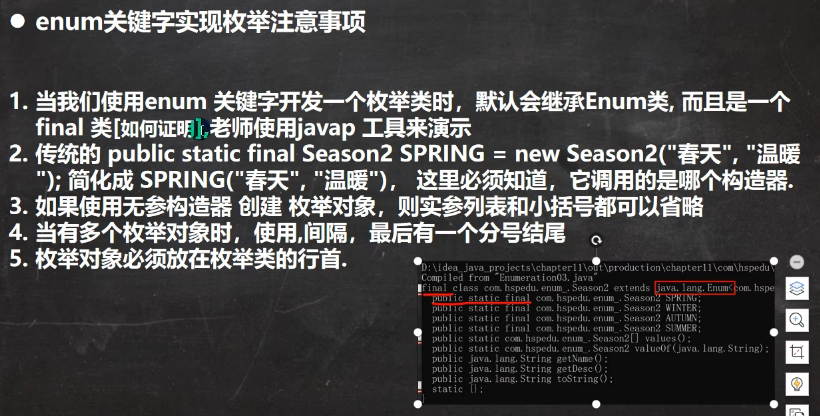 ● enum关键字实现枚举注意事项
1. 当我们使用enum 关键字开发一个枚举类时，默认会继承Enum类, 而且是一个
final 类[如何证明],老师使用javap 工具来演示
2. 传统的 public static final Season2 SPRING = new Season2("春天", "温暖
"); 简化成 SPRING("春天", "温暖")， 这里必须知道，它调用的是哪个构造器.
3. 如果使用无参构造器 创建 枚举对象，则实参列表和小括号都可以省略
4. 当有多个枚举对象时，使用,间隔，最后有一个分号结尾
5. 枚举对象必须放在枚举类的行首.
D:\idea_java_projects\chapter11\out\production\chapter11\com\hspedu\
Compiled from "Enumeration03.java"
final class com.hspedu.enum_.Season2 extends java.lang.Enum<com.hspe
public static final com.hspedu.enum_.Season2 SPRING;
public static final com.hspedu.enum_.Season2 WINTER;
public static final com.hspedu.enum_.Season2 AUTUMN;
public static final com.hspedu.enum_.Season2 SUMMER;
public static com.hspedu.enum_.Season2[] values();
public static com.hspedu.enum_.Season2 valueOf(java.lang.String);
public java.lang.String getName();
public java.lang.String getDesc();
public java.lang.String toString();
static {};
}